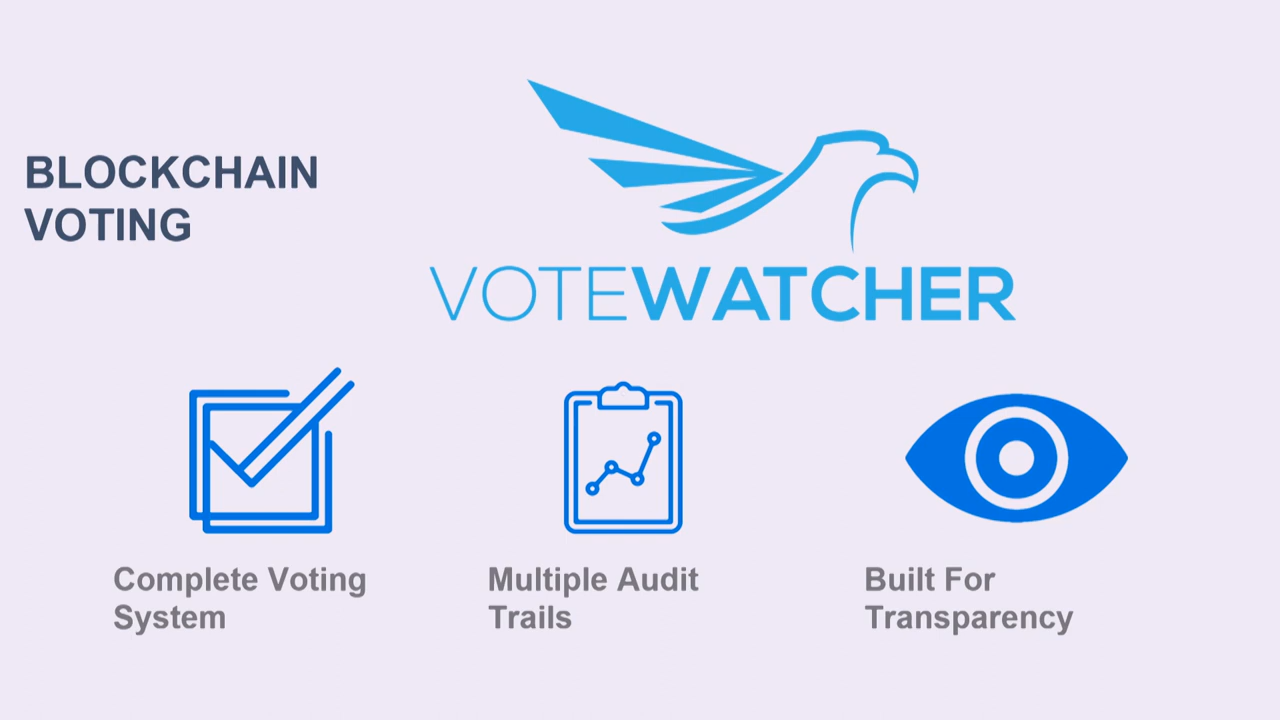 BLOCKCHAIN
VOTING
VOTEWATCHER
Complete Voting
System
Multiple Audit
Trails
Built For
Transparency